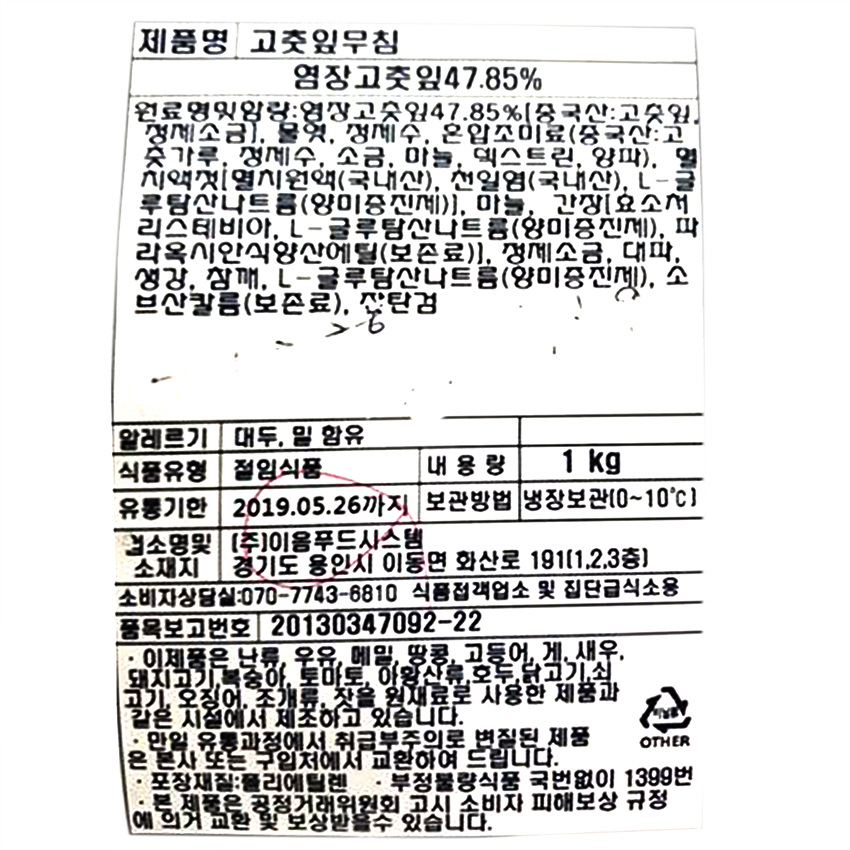 제품명 고춧잎무침
염장고춧잎47.85%
원료명및함량:염장고춧잎47.85%[중국산:고춧잎,
정제소금], 물엿, 정제수, 혼합조미료(중국산:고
춧가루, 정제수, 소금, 마늘, 덱스트린, 양파), 멸
치액젓[멸치원액(국내산), 천일염(국내산), L-글
루탐산나트륨(향미증진제)], 마늘, 간장[효소처
리스테비아, L-글루탐산나트륨(향미증진제), 파
라옥시안식향산에틸(보존료)], 정제소금, 대파,
생강, 참깨, L-글루탐산나트륨(향미증진제), 소
브산칼륨(보존료), 잔탄검
알레르기 대두, 밀 함유
식품유형 절임식품 내용량 1 kg
유통기한 2019.05.26까지 보관방법 냉장보관(0~10℃)
업소명및 (주)이음푸드시스템
소재지 경기도 용인시 이동면 화산로 191(1,2,3층)
소비자상담실:070-7743-6810 식품접객업소 및 집단급식소용
품목보고번호 20130347092-22
· 이제품은 난류, 우유, 메밀, 땅콩, 고등어, 게, 새우,
돼지고기,복숭아, 토마토, 아황산류,호두,닭고기,쇠
고기, 오징어, 조개류, 잣을 원재료로 사용한 제품과
같은 시설에서 제조하고 있습니다.
· 만일 유통과정에서 취급부주의로 변질된 제품
은 본사 또는 구입처에서 교환하여 드립니다.
· 포장재질:폴리에틸렌 · 부정불량식품 국번없이 1399번
· 본 제품은 공정거래위원회 고시 소비자 피해보상 규정
에 의거 교환 및 보상받을수 있습니다.
OTHER